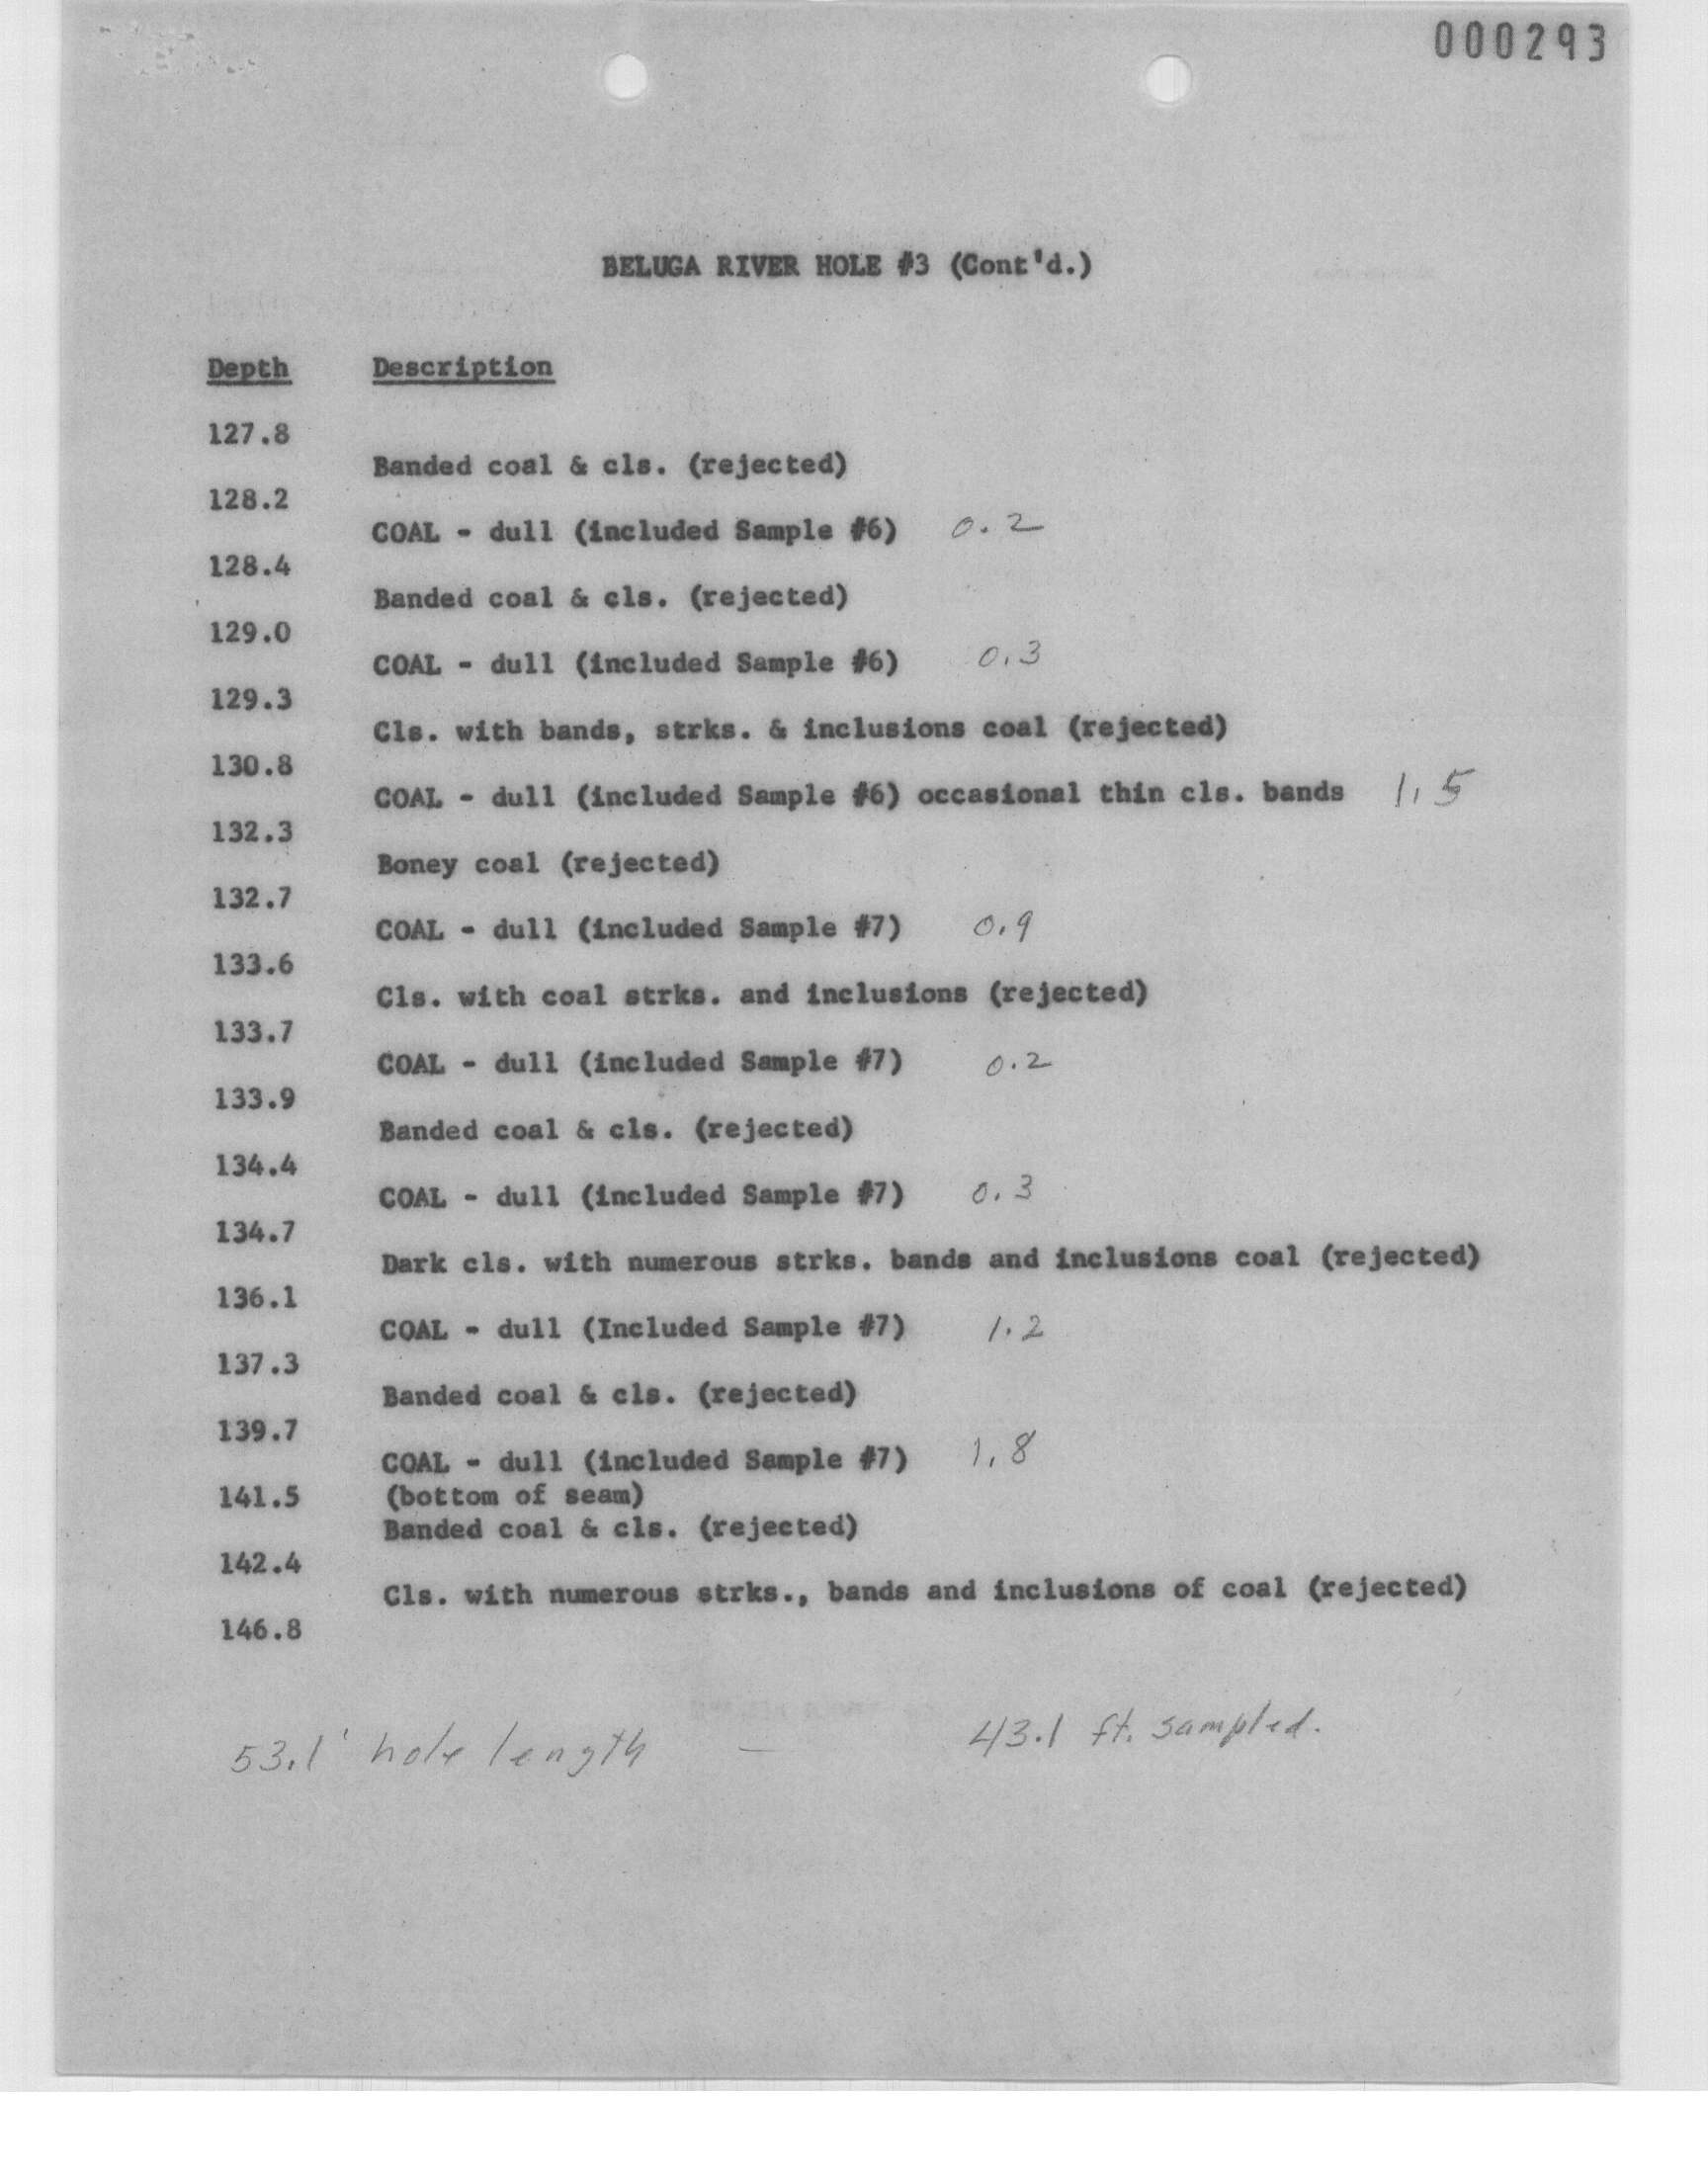 000293
BELUGA RIVER HOLE #3 (Cont'd.)
Depth Description
127.8
Banded coal & cls. (rejected)
128.2
COAL - dull (included Sample #6) 0.2
128.4
Banded coal & cls. (rejected)
129.0
COAL - dull (included Sample #6) 0.3
129.3
Cls. with bands, strks. & inclusions coal (rejected)
130.8
COAL - dull (included Sample #6) occasional thin cls. bands 1.5
132.3
Boney coal (rejected)
132.7
COAL - dull (included Sample #7) 0.9
133.6
Cls. with coal strks. and inclusions (rejected)
133.7
COAL - dull (included Sample #7) 0.2
133.9
Banded coal & cls. (rejected)
134.4
COAL - dull (included Sample #7) 0.3
134.7
Dark cls. with numerous strks. bands and inclusions coal (rejected)
136.1
COAL - dull (Included Sample #7) 1.2
137.3
Banded coal & cls. (rejected)
139.7
COAL - dull (included Sample #7) 1.8
141.5 (bottom of seam)
Banded coal & cls. (rejected)
142.4
Cls. with numerous strks., bands and inclusions of coal (rejected)
146.8
53.1' hole length - 43.1 ft. sampled.